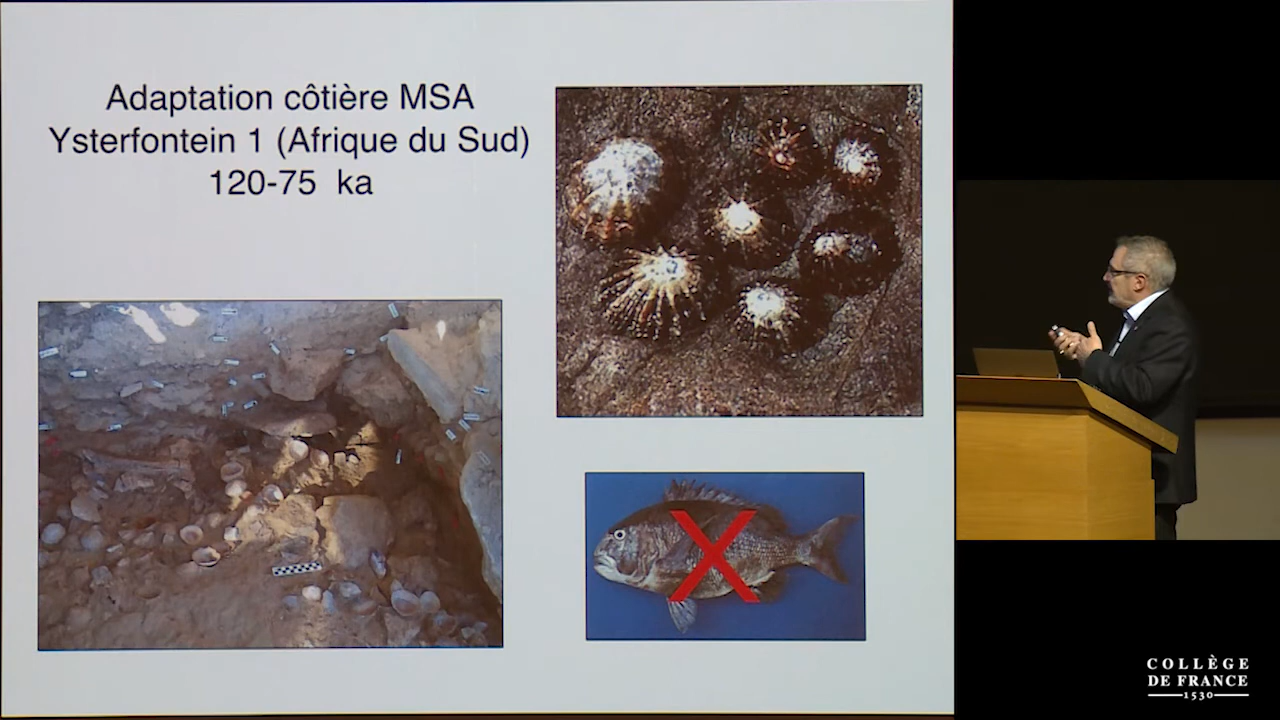 Adaptation côtière MSA
Ysterfontein 1 (Afrique du Sud)
120-75 ka
COLLÈGE
DE FRANCE
1530